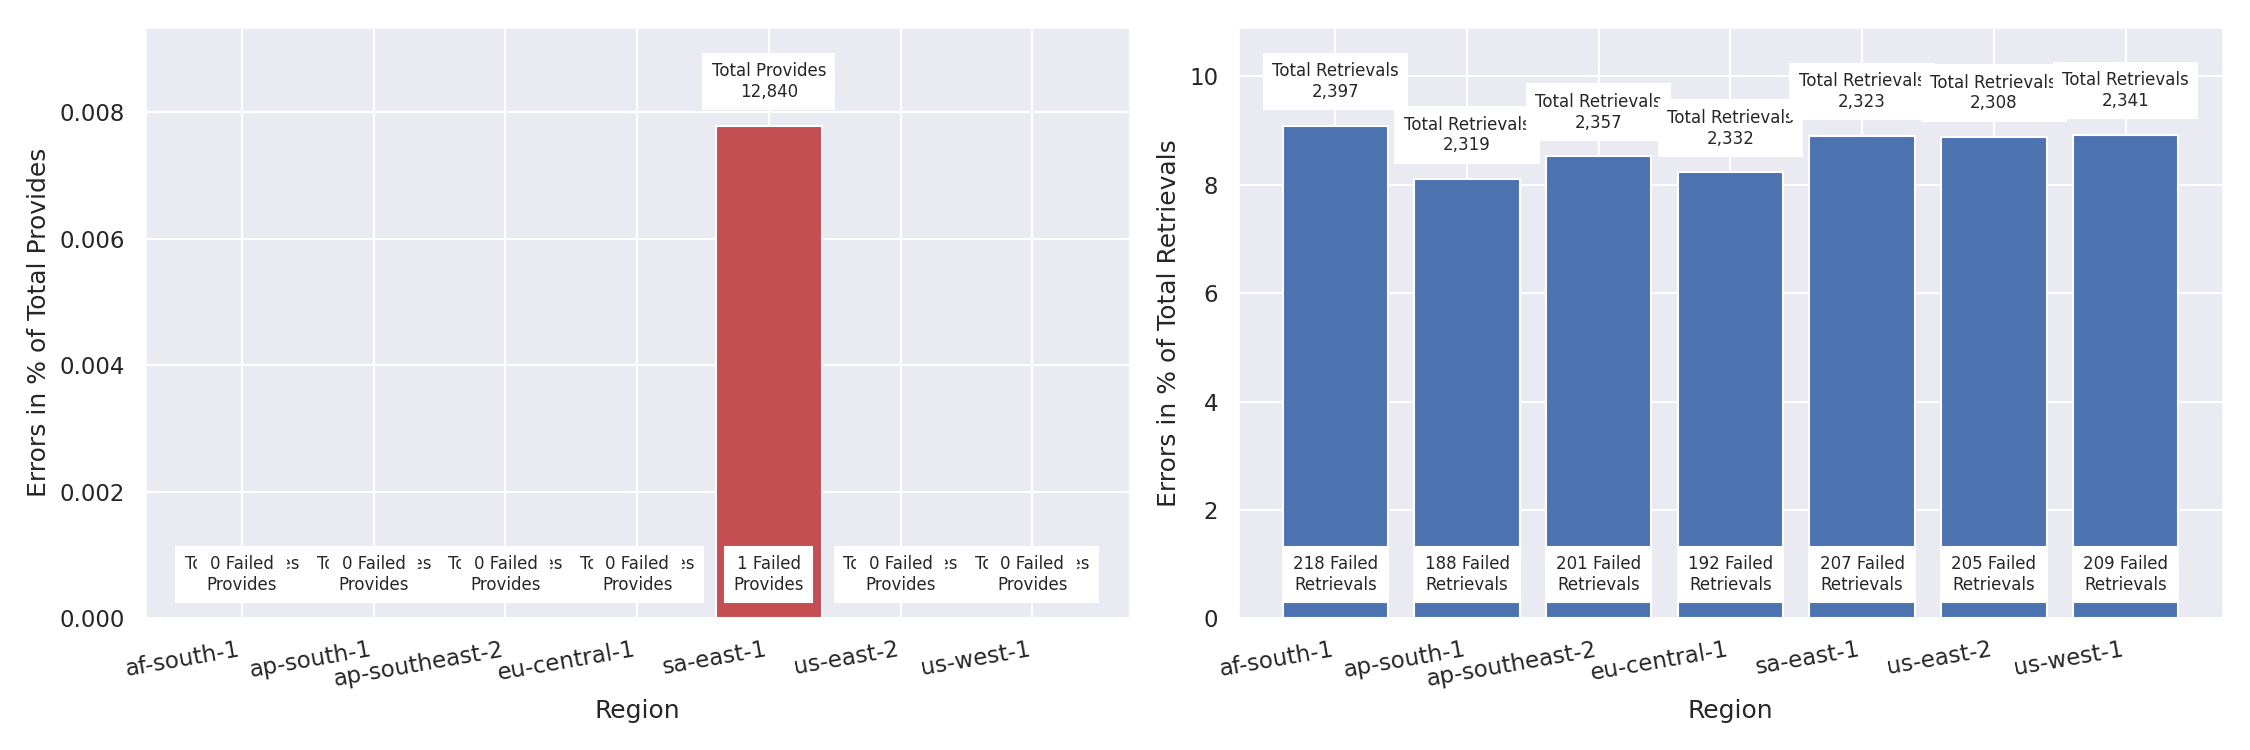 Errors in % of Total Provides
0.008
0.006
0.004
0.002
0.000
Total Provides
12,840
0 Failed
Provides
0 Failed
Provides
0 Failed
Provides
0 Failed
Provides
1 Failed
Provides
0 Failed
Provides
0 Failed
Provides
af-south-1
ap-south-1
ap-southeast-2
eu-central-1
sa-east-1
us-east-2
us-west-1
Region
Errors in % of Total Retrievals
10
8
6
4
2
0
Total Retrievals
2,397
Total Retrievals
2,319
Total Retrievals
2,357
Total Retrievals
2,332
Total Retrievals
2,323
Total Retrievals
2,308
Total Retrievals
2,341
218 Failed
Retrievals
188 Failed
Retrievals
201 Failed
Retrievals
192 Failed
Retrievals
207 Failed
Retrievals
205 Failed
Retrievals
209 Failed
Retrievals
af-south-1
ap-south-1
ap-southeast-2
eu-central-1
sa-east-1
us-east-2
us-west-1
Region